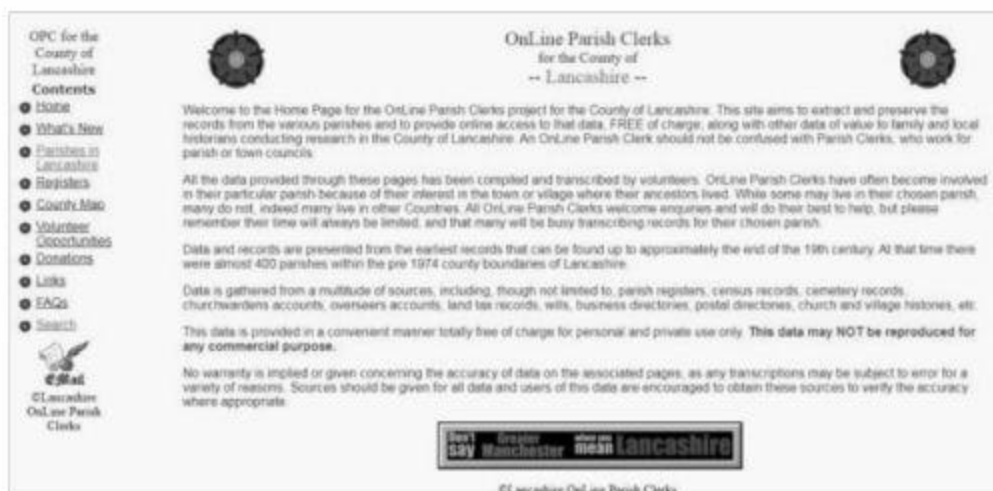 OPC for the
County of
Lancashire
Contents
Home
What's New
Parishes in
Lancashire
Registers
County Map
Volunteer
Opportunities
Donations
Links
FAQs
Search
EMail
©Lancashire
OnLine Parish
Clerks
OnLine Parish Clerks
for the County of
-- Lancashire --
Welcome to the Home Page for the OnLine Parish Clerks project for the County of Lancashire. This site aims to extract and preserve the
records from the various parishes and to provide online access to that data, FREE of charge, along with other data of value to family and local
historians conducting research in the County of Lancashire. An OnLine Parish Clerk should not be confused with Parish Clerks, who work for
parish or town councils.
All the data provided through these pages has been compiled and transcribed by volunteers. OnLine Parish Clerks have often become involved
in their particular parish because of their interest in the town or village where their ancestors lived. While some may live in their chosen parish,
many do not, indeed many live in other Countries. All OnLine Parish Clerks welcome enquiries and will do their best to help, but please
remember their time will always be limited, and that many will be busy transcribing records for their chosen parish.
Data and records are presented from the earliest records that can be found up to approximately the end of the 19th century. At that time there
were almost 400 parishes within the pre 1974 county boundaries of Lancashire.
Data is gathered from a multitude of sources, including, though not limited to, parish registers, census records, cemetery records,
churchwardens accounts, overseers accounts, land tax records, wills, business directories, postal directories, church and village histories, etc.
This data is provided in a convenient manner totally free of charge for personal and private use only. This data may NOT be reproduced for
any commercial purpose.
No warranty is implied or given concerning the accuracy of data on the associated pages, as any transcriptions may be subject to error for a
variety of reasons. Sources should be given for all data and users of this data are encouraged to obtain these sources to verify the accuracy
where appropriate.
Don't say Greater Manchester when you mean Lancashire
©Lancashire OnLine Parish Clerks